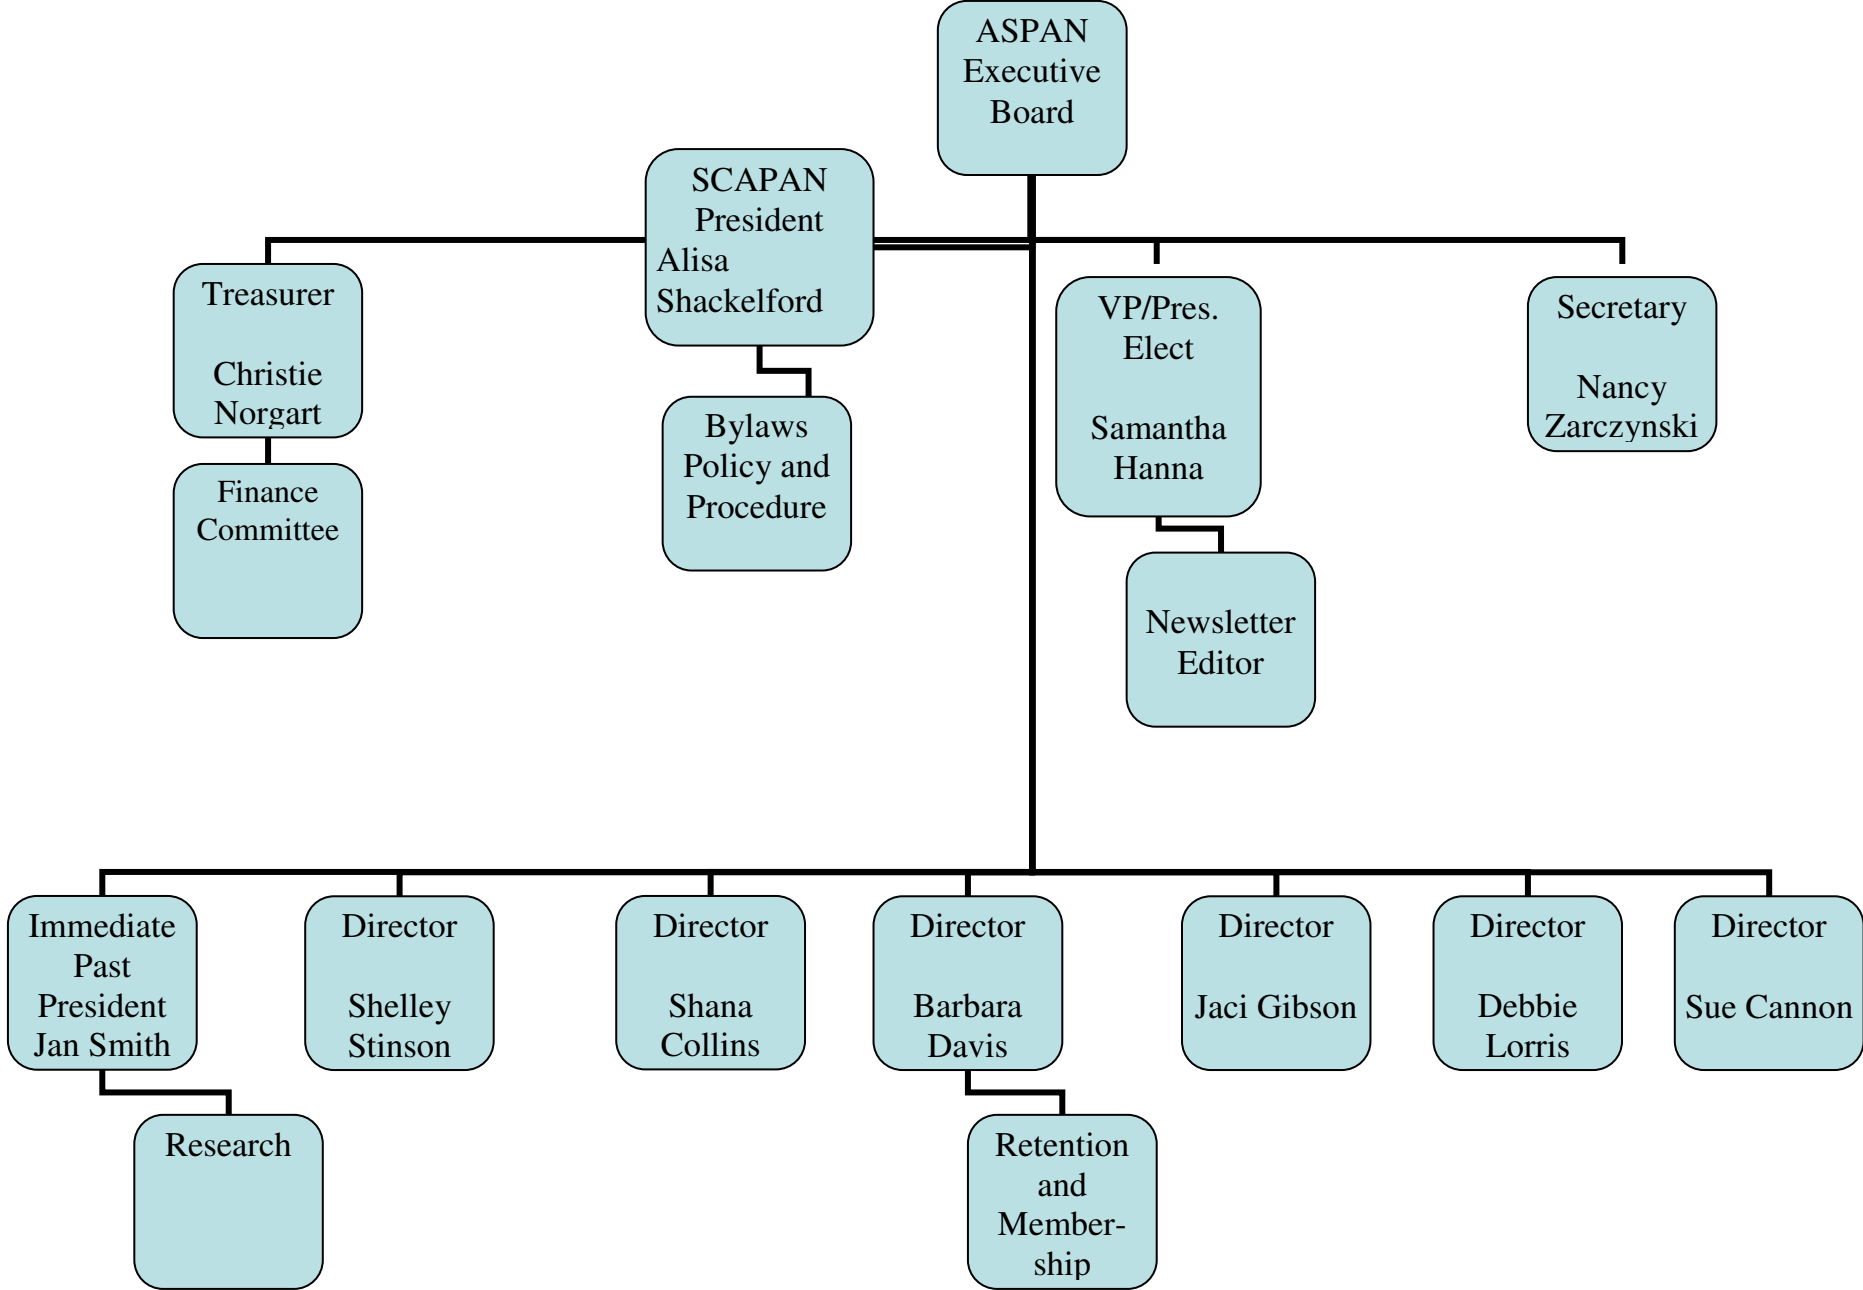 ASPAN
Executive
Board
SCAPAN
President
Alisa
Shackelford
Treasurer
Christie
Norgart
VP/Pres.
Elect
Samantha
Hanna
Secretary
Nancy
Zarczynski
Finance
Committee
Bylaws
Policy and
Procedure
Newsletter
Editor
Immediate
Past
President
Jan Smith
Director
Shelley
Stinson
Director
Shana
Collins
Director
Barbara
Davis
Director
Jaci Gibson
Director
Debbie
Lorris
Director
Sue Cannon
Research
Retention
and
Member-
ship